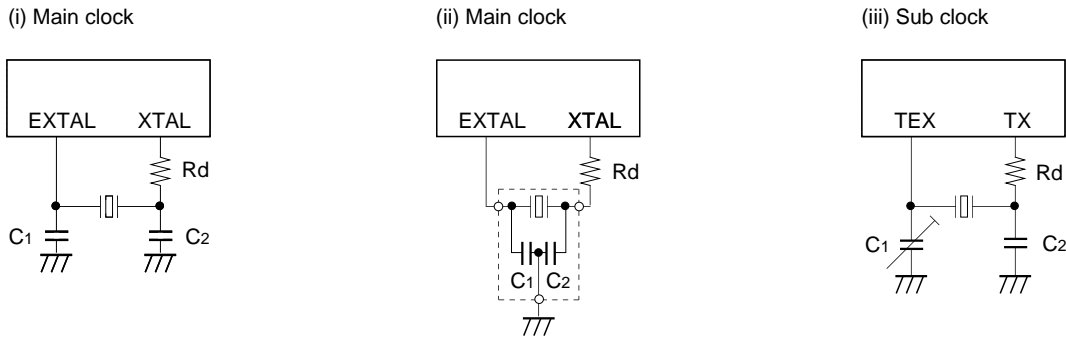 (i) Main clock
EXTAL XTAL
Rd
C1 C2
(ii) Main clock
EXTAL XTAL
Rd
C1 C2
(iii) Sub clock
TEX TX
Rd
C1 C2